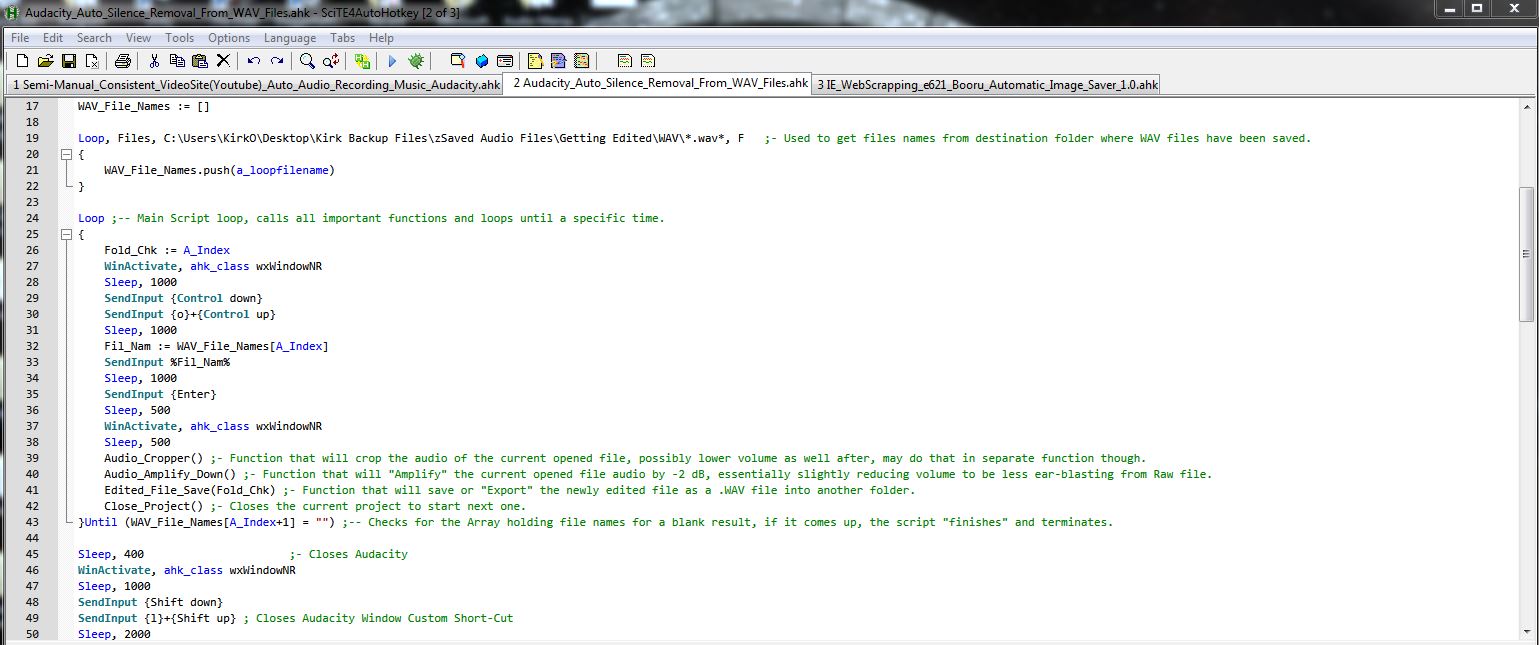 Audacity_Auto_Silence_Removal_From_WAV_Files.ahk - SciTE4AutoHotkey [2 of 3]
File Edit Search View Tools Options Language Tabs Help
1 Semi-Manual_Consistent_VideoSite(Youtube)_Auto_Audio_Recording_Music_Audacity.ahk 2 Audacity_Auto_Silence_Removal_From_WAV_Files.ahk 3 IE_WebScrapping_e621_Booru_Automatic_Image_Saver_1.0.ahk
17 WAV_File_Names := []
18
19 Loop, Files, C:\Users\KirkO\Desktop\Kirk Backup Files\zSaved Audio Files\Getting Edited\WAV\*.wav*, F ;- Used to get files names from destination folder where WAV files have been saved.
20 {
21 WAV_File_Names.push(a_loopfilename)
22 }
23
24 Loop ;-- Main Script loop, calls all important functions and loops until a specific time.
25 {
26 Fold_Chk := A_Index
27 WinActivate, ahk_class wxWindowNR
28 Sleep, 1000
29 SendInput {Control down}
30 SendInput {o}+{Control up}
31 Sleep, 1000
32 Fil_Nam := WAV_File_Names[A_Index]
33 SendInput %Fil_Nam%
34 Sleep, 1000
35 SendInput {Enter}
36 Sleep, 500
37 WinActivate, ahk_class wxWindowNR
38 Sleep, 500
39 Audio_Cropper() ;- Function that will crop the audio of the current opened file, possibly lower volume as well after, may do that in separate function though.
40 Audio_Amplify_Down() ;- Function that will "Amplify" the current opened file audio by -2 dB, essentially slightly reducing volume to be less ear-blasting from Raw file.
41 Edited_File_Save(Fold_Chk) ;- Function that will save or "Export" the newly edited file as a .WAV file into another folder.
42 Close_Project() ;- Closes the current project to start next one.
43 }Until (WAV_File_Names[A_Index+1] = "") ;-- Checks for the Array holding file names for a blank result, if it comes up, the script "finishes" and terminates.
44
45 Sleep, 400 ;- Closes Audacity
46 WinActivate, ahk_class wxWindowNR
47 Sleep, 1000
48 SendInput {Shift down}
49 SendInput {l}+{Shift up} ; Closes Audacity Window Custom Short-Cut
50 Sleep, 2000